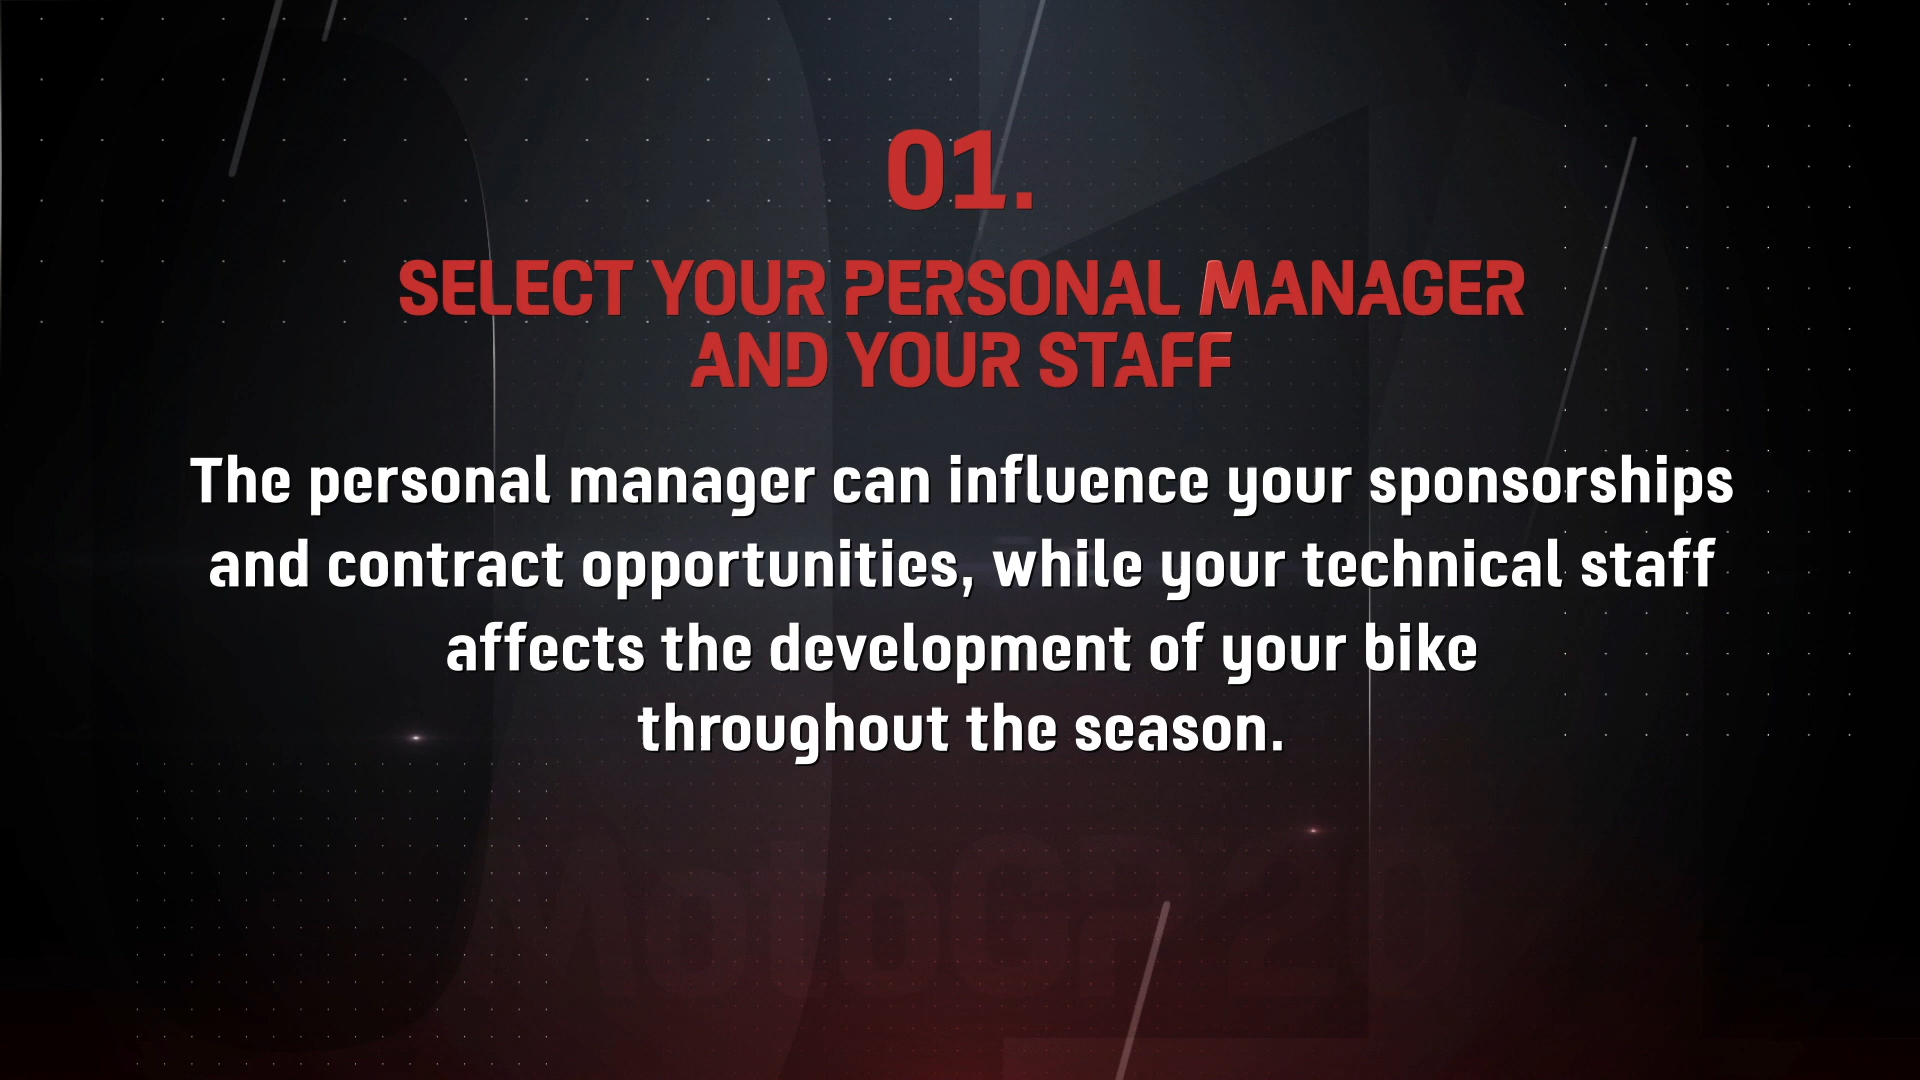 01.
SELECT YOUR PERSONAL MANAGER
AND YOUR STAFF
The personal manager can influence your sponsorships
and contract opportunities, while your technical staff
affects the development of your bike
throughout the season.
MotoGP20